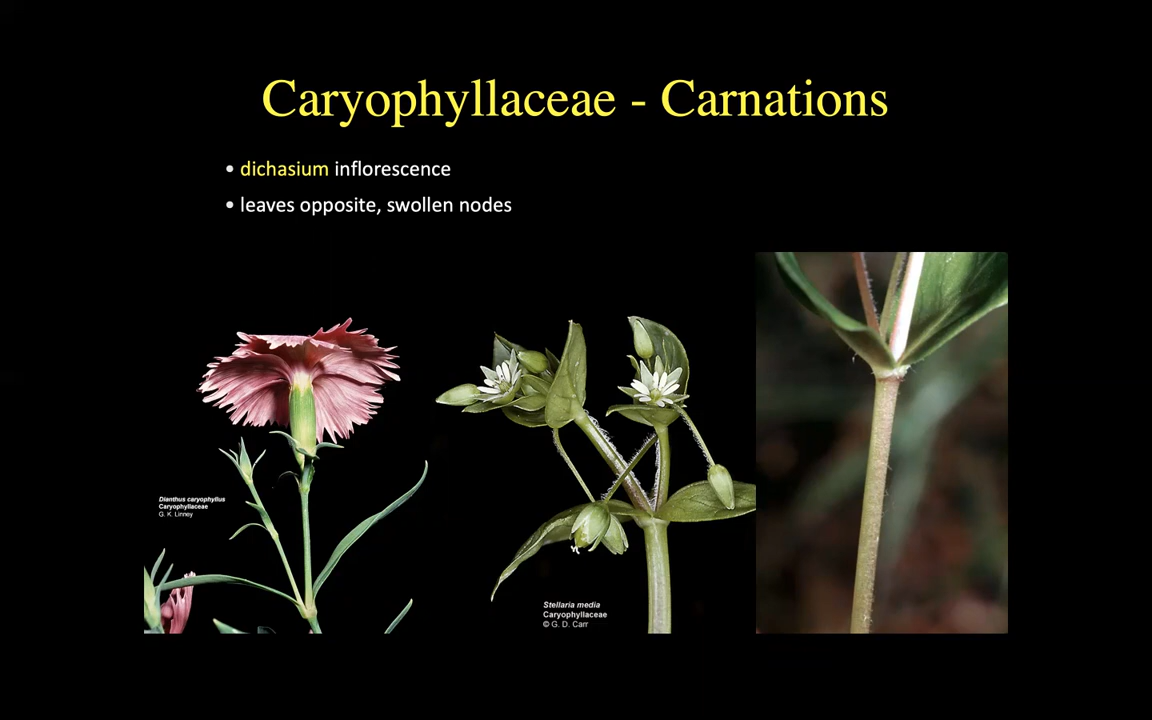 Caryophyllaceae - Carnations
• dichasium inflorescence
• leaves opposite, swollen nodes
Dianthus caryophyllus
Caryophyllaceae
G. K. Linney
Stellaria media
Caryophyllaceae
© G. D. Carr